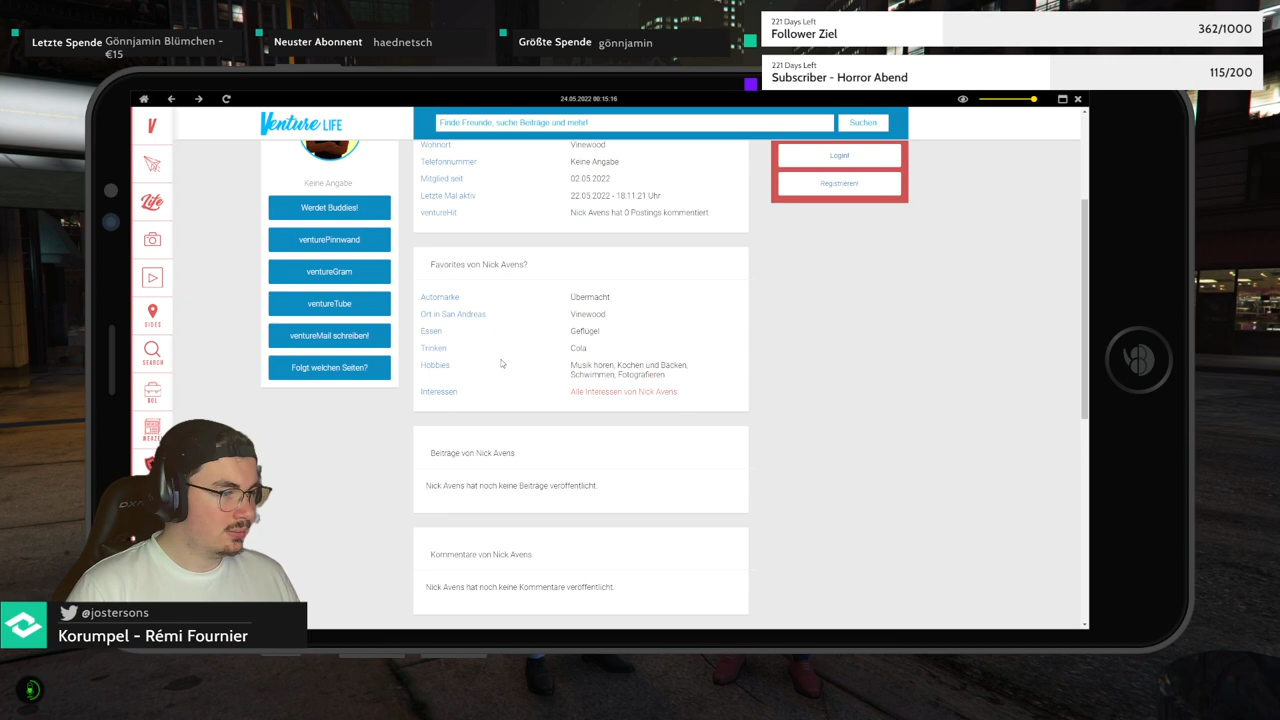 Letzte Spende Gönnjamin Blümchen - €15
Neuster Abonnent haednetsch
Größte Spende gönnjamin
221 Days Left
Follower Ziel 362/1000
221 Days Left
Subscriber - Horror Abend 115/200
24.05.2022 00:15:16
V
Venture LIFE
Finde Freunde, suche Beiträge und mehr!
Suchen
Life
SIDES
SEARCH
Keine Angabe
Werdet Buddies!
venturePinnwand
ventureGram
ventureTube
ventureMail schreiben!
Folgt welchen Seiten?
Wohnort Vinewood
Telefonnummer Keine Angabe
Mitglied seit 02.05.2022
Letzte Mal aktiv 22.05.2022 - 18:11:21 Uhr
ventureHit Nick Avens hat 0 Postings kommentiert
Favorites von Nick Avens?
Automarke Übermacht
Ort in San Andreas Vinewood
Essen Geflügel
Trinken Cola
Hobbies Musik hören, Kochen und Backen,
Schwimmen, Fotografieren
Interessen Alle Interessen von Nick Avens
Beiträge von Nick Avens
Nick Avens hat noch keine Beiträge veröffentlicht.
Kommentare von Nick Avens
Nick Avens hat noch keine Kommentare veröffentlicht.
Login!
Registrieren!
@jostersons
Korumpel - Rémi Fournier